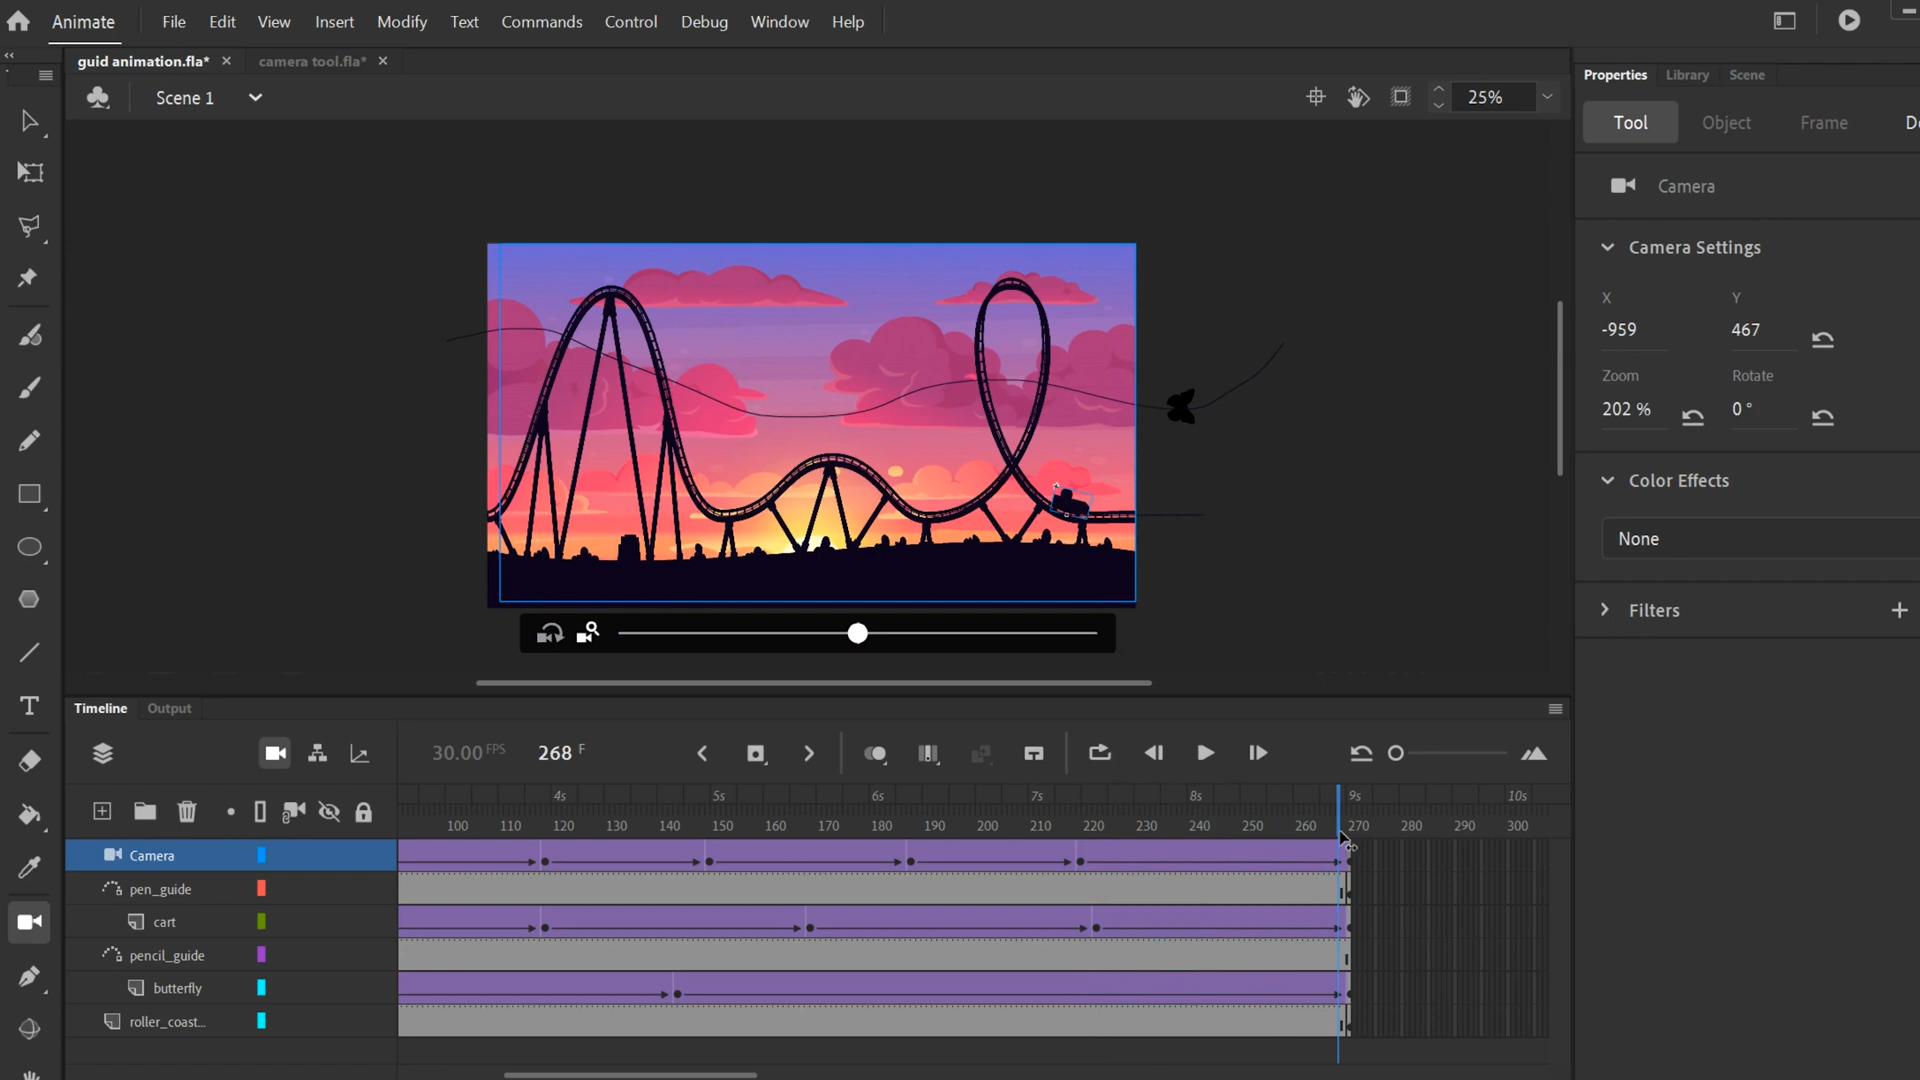 Animate File Edit View Insert Modify Text Commands Control Debug Window Help
guid animation.fla* camera tool.fla*
Scene 1 25%
Properties Library Scene
Tool Object Frame
Camera
Camera Settings
X Y
-959 467
Zoom Rotate
202 % 0 °
Color Effects
None
Filters
Timeline Output
30.00 FPS 268 F
4s 5s 6s 7s 8s 9s 10s
100 110 120 130 140 150 160 170 180 190 200 210 220 230 240 250 260 270 280 290 300
Camera
pen_guide
cart
pencil_guide
butterfly
roller_coast...